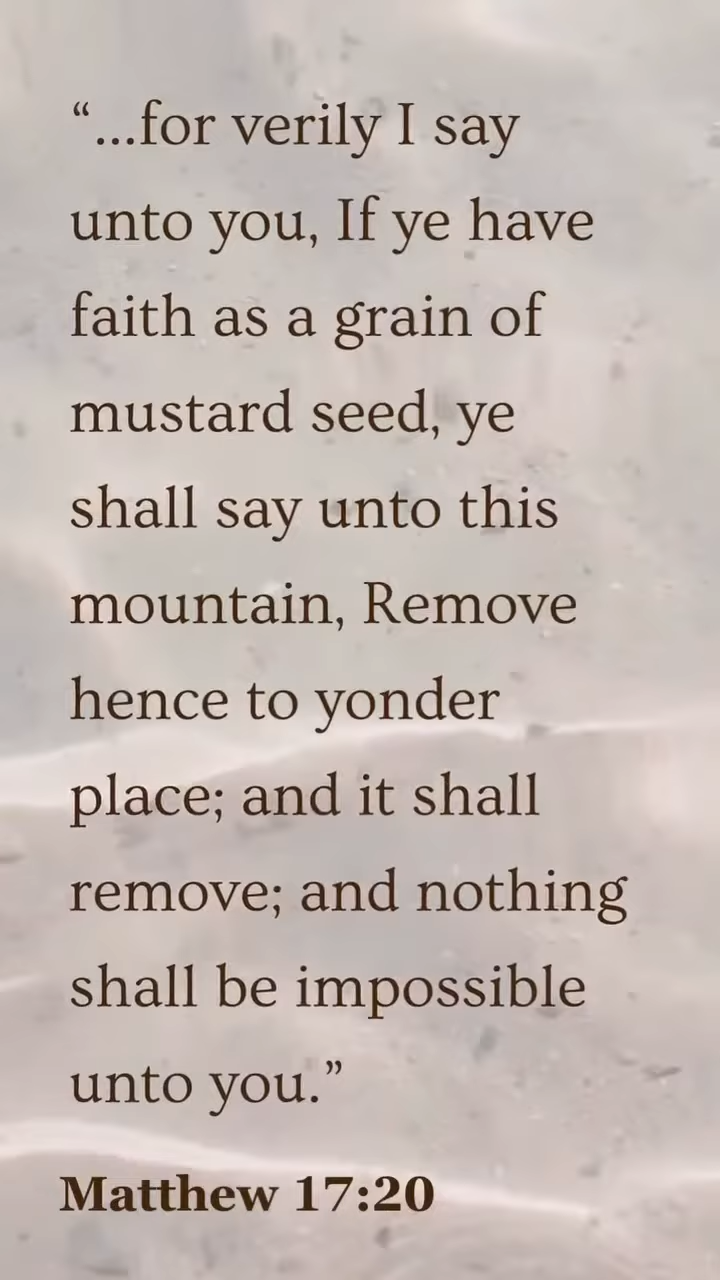 “...for verily I say
unto you, If ye have
faith as a grain of
mustard seed, ye
shall say unto this
mountain, Remove
hence to yonder
place; and it shall
remove; and nothing
shall be impossible
unto you.”
Matthew 17:20